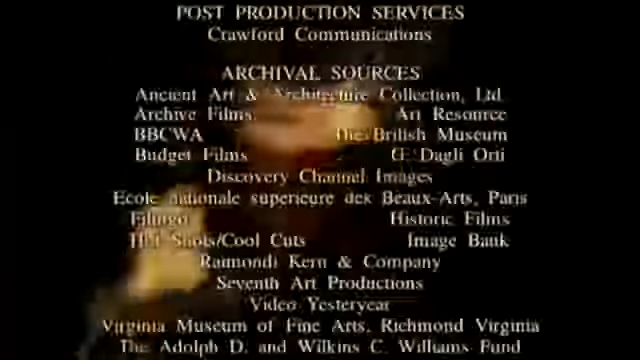 POST PRODUCTION SERVICES
Crawford Communications
ARCHIVAL SOURCES
Ancient Art & Architecture Collection, Ltd.
Archive Films Art Resource
BBCWA The British Museum
Budget Films Dagli Orti
Discovery Channel Images
Ecole nationale superieure des Beaux-Arts, Paris
Filmgo Historic Films
Hot Shots/Cool Cuts Image Bank
Raimondi Kern & Company
Seventh Art Productions
Video Yesteryear
Virginia Museum of Fine Arts, Richmond Virginia
The Adolph D. and Wilkins C. Williams Fund